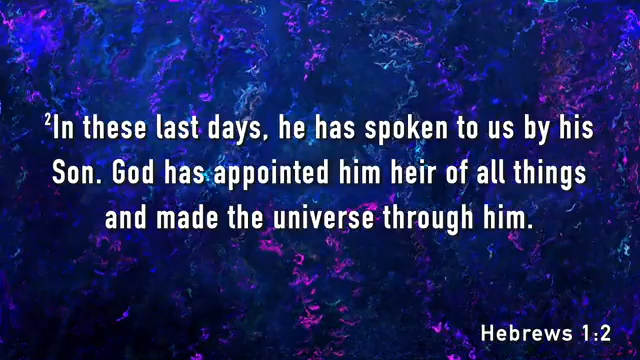 ²In these last days, he has spoken to us by his
Son. God has appointed him heir of all things
and made the universe through him.
Hebrews 1:2